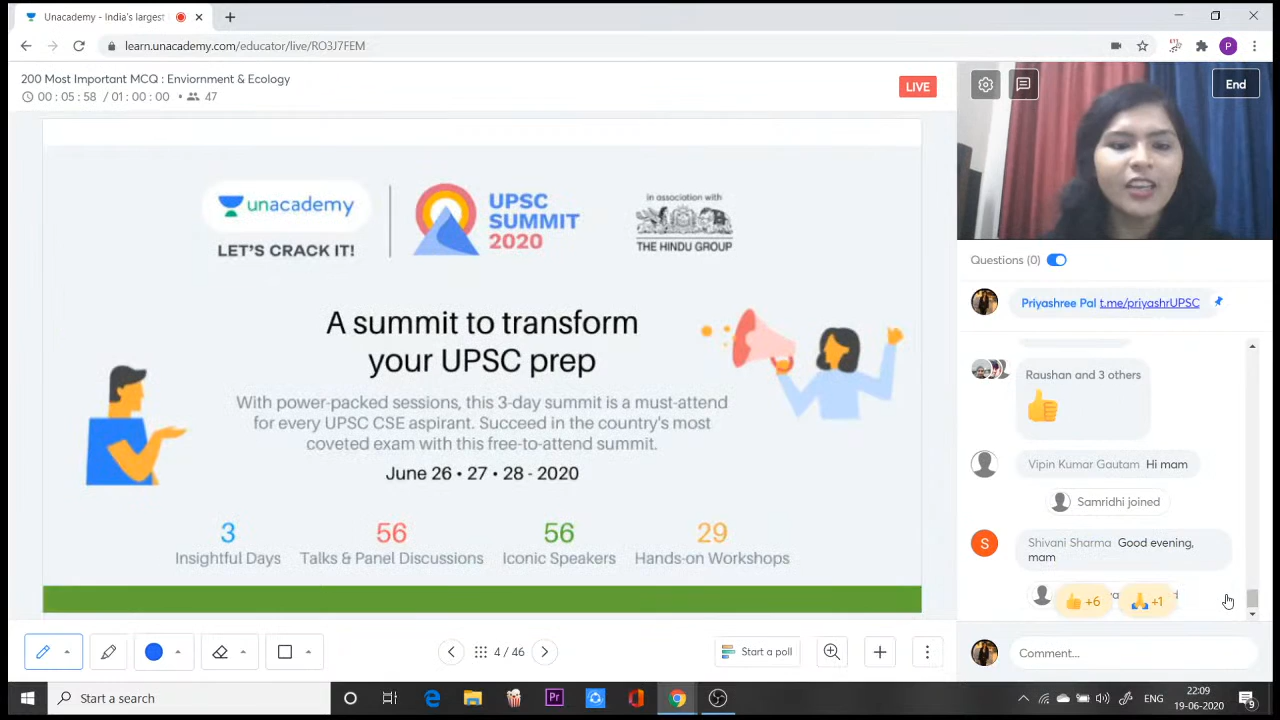 Unacademy - India's largest
learn.unacademy.com/educator/live/RO3J7FEM
200 Most Important MCQ : Enviornment & Ecology
00 : 05 : 58 / 01 : 00 : 00 • 47
LIVE
End
unacademy
LET'S CRACK IT!
UPSC
SUMMIT
2020
in association with
THE HINDU GROUP
A summit to transform
your UPSC prep
With power-packed sessions, this 3-day summit is a must-attend
for every UPSC CSE aspirant. Succeed in the country's most
coveted exam with this free-to-attend summit.
June 26 • 27 • 28 - 2020
3
Insightful Days
56
Talks & Panel Discussions
56
Iconic Speakers
29
Hands-on Workshops
Questions (0)
Priyashree Pal t.me/priyashrUPSC
Raushan and 3 others
Vipin Kumar Gautam Hi mam
Samridhi joined
S
Shivani Sharma Good evening,
mam
+6
+1
4 / 46
Start a poll
Comment...
Start a search
ENG
22:09
19-06-2020
9
P
Pr